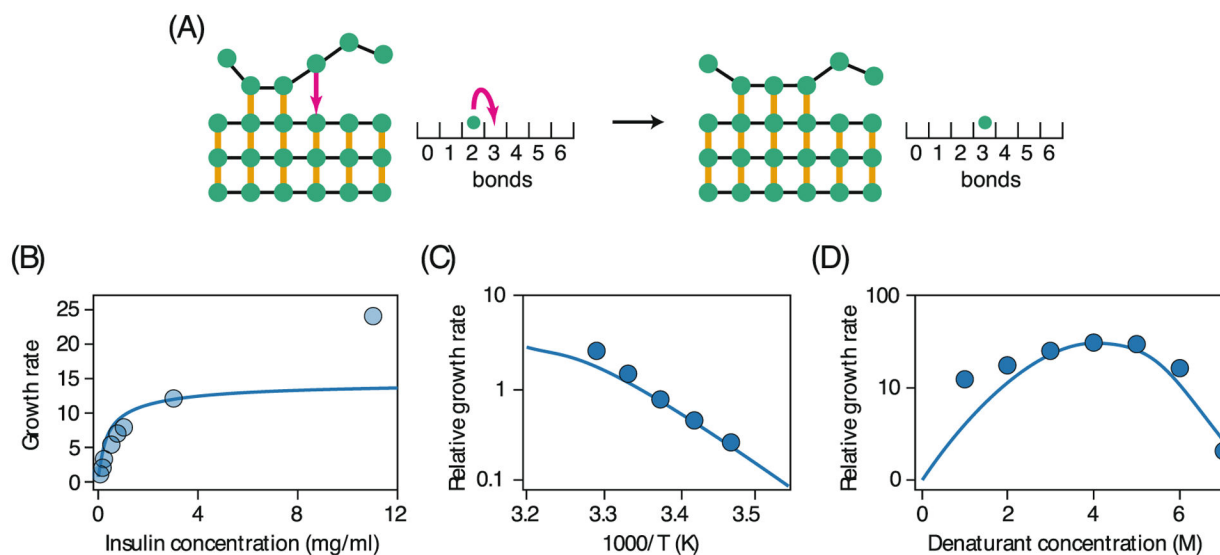 (A)
0 1 2 3 4 5 6
bonds
0 1 2 3 4 5 6
bonds
(B)
Growth rate
25
20
15
10
5
0
0 4 8 12
Insulin concentration (mg/ml)
(C)
Relative growth rate
10
1
0.1
3.2 3.3 3.4 3.5
1000/T (K)
(D)
Relative growth rate
100
10
0
0 2 4 6
Denaturant concentration (M)